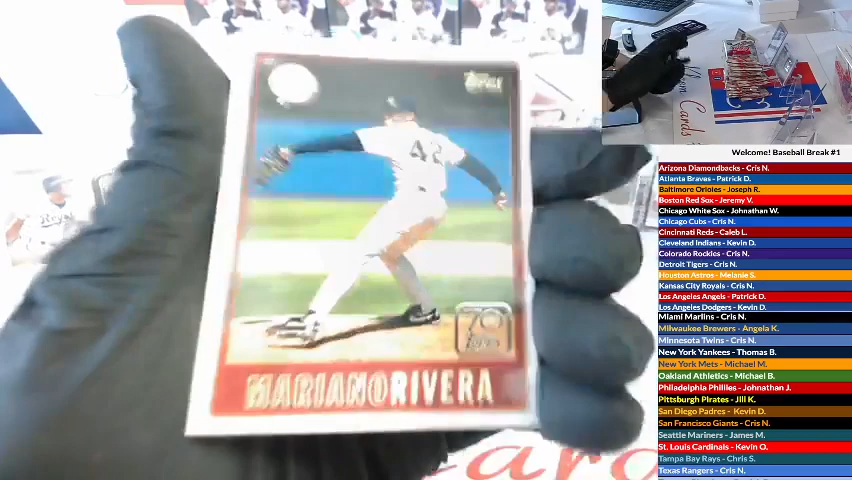 Topps
42
70
MARIANO RIVERA
Royals
Cards
Welcome! Baseball Break #1
Arizona Diamondbacks - Cris N.
Atlanta Braves - Patrick D.
Baltimore Orioles - Joseph R.
Boston Red Sox - Jeremy V.
Chicago White Sox - Johnathan W.
Chicago Cubs - Cris N.
Cincinnati Reds - Caleb L.
Cleveland Indians - Kevin D.
Colorado Rockies - Cris N.
Detroit Tigers - Cris N.
Houston Astros - Melanie S.
Kansas City Royals - Cris N.
Los Angeles Angels - Patrick D.
Los Angeles Dodgers - Kevin D.
Miami Marlins - Cris N.
Milwaukee Brewers - Angela K.
Minnesota Twins - Cris N.
New York Yankees - Thomas B.
New York Mets - Michael M.
Oakland Athletics - Michael B.
Philadelphia Phillies - Johnathan J.
Pittsburgh Pirates - Jill K.
San Diego Padres - Kevin D.
San Francisco Giants - Cris N.
Seattle Mariners - James M.
St. Louis Cardinals - Kevin O.
Tampa Bay Rays - Chris S.
Texas Rangers - Cris N.